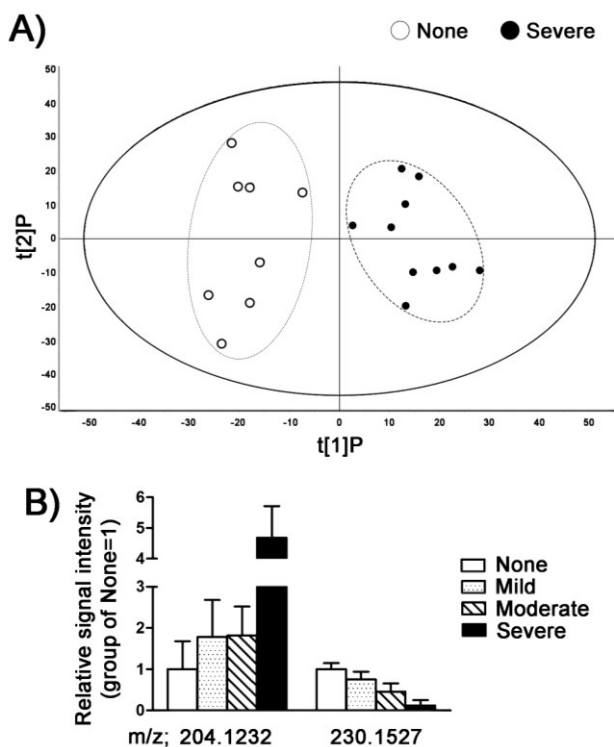 A)
None Severe
50
40
30
20
10
0
-10
-20
-30
-40
-50
t[2]P
-50 -40 -30 -20 -10 0 10 20 30 40 50
t[1]P
B)
Relative signal intensity
(group of None=1)
6
5
4
3
2
1
0
None
Mild
Moderate
Severe
m/z; 204.1232 230.1527